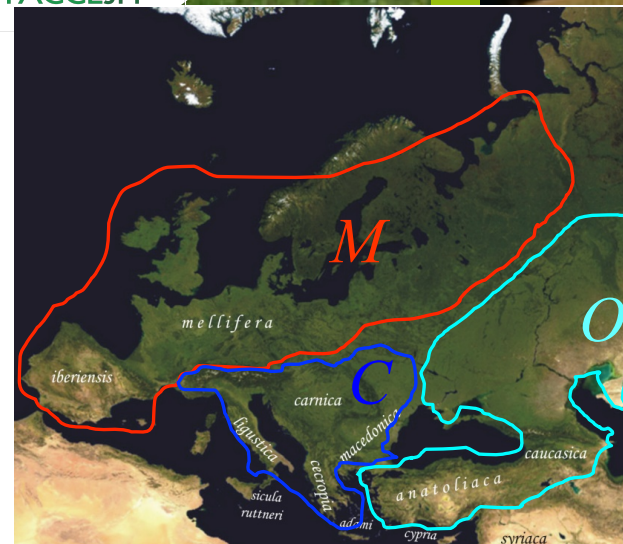 M
O
mellifera
iberiensis
C
carnica
ligustica
macedonica
caucasica
cecropia
anatoliaca
sicula
ruttneri
adami
cypria
syriaca